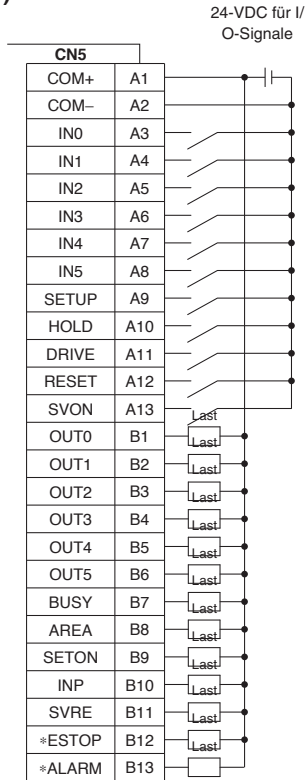 )
24-VDC für I/
O-Signale
CN5
COM+ A1
COM− A2
IN0 A3
IN1 A4
IN2 A5
IN3 A6
IN4 A7
IN5 A8
SETUP A9
HOLD A10
DRIVE A11
RESET A12
SVON A13
Last
OUT0 B1
Last
OUT1 B2
Last
OUT2 B3
Last
OUT3 B4
Last
OUT4 B5
Last
OUT5 B6
Last
BUSY B7
Last
AREA B8
Last
SETON B9
Last
INP B10
Last
SVRE B11
Last
*ESTOP B12
Last
*ALARM B13